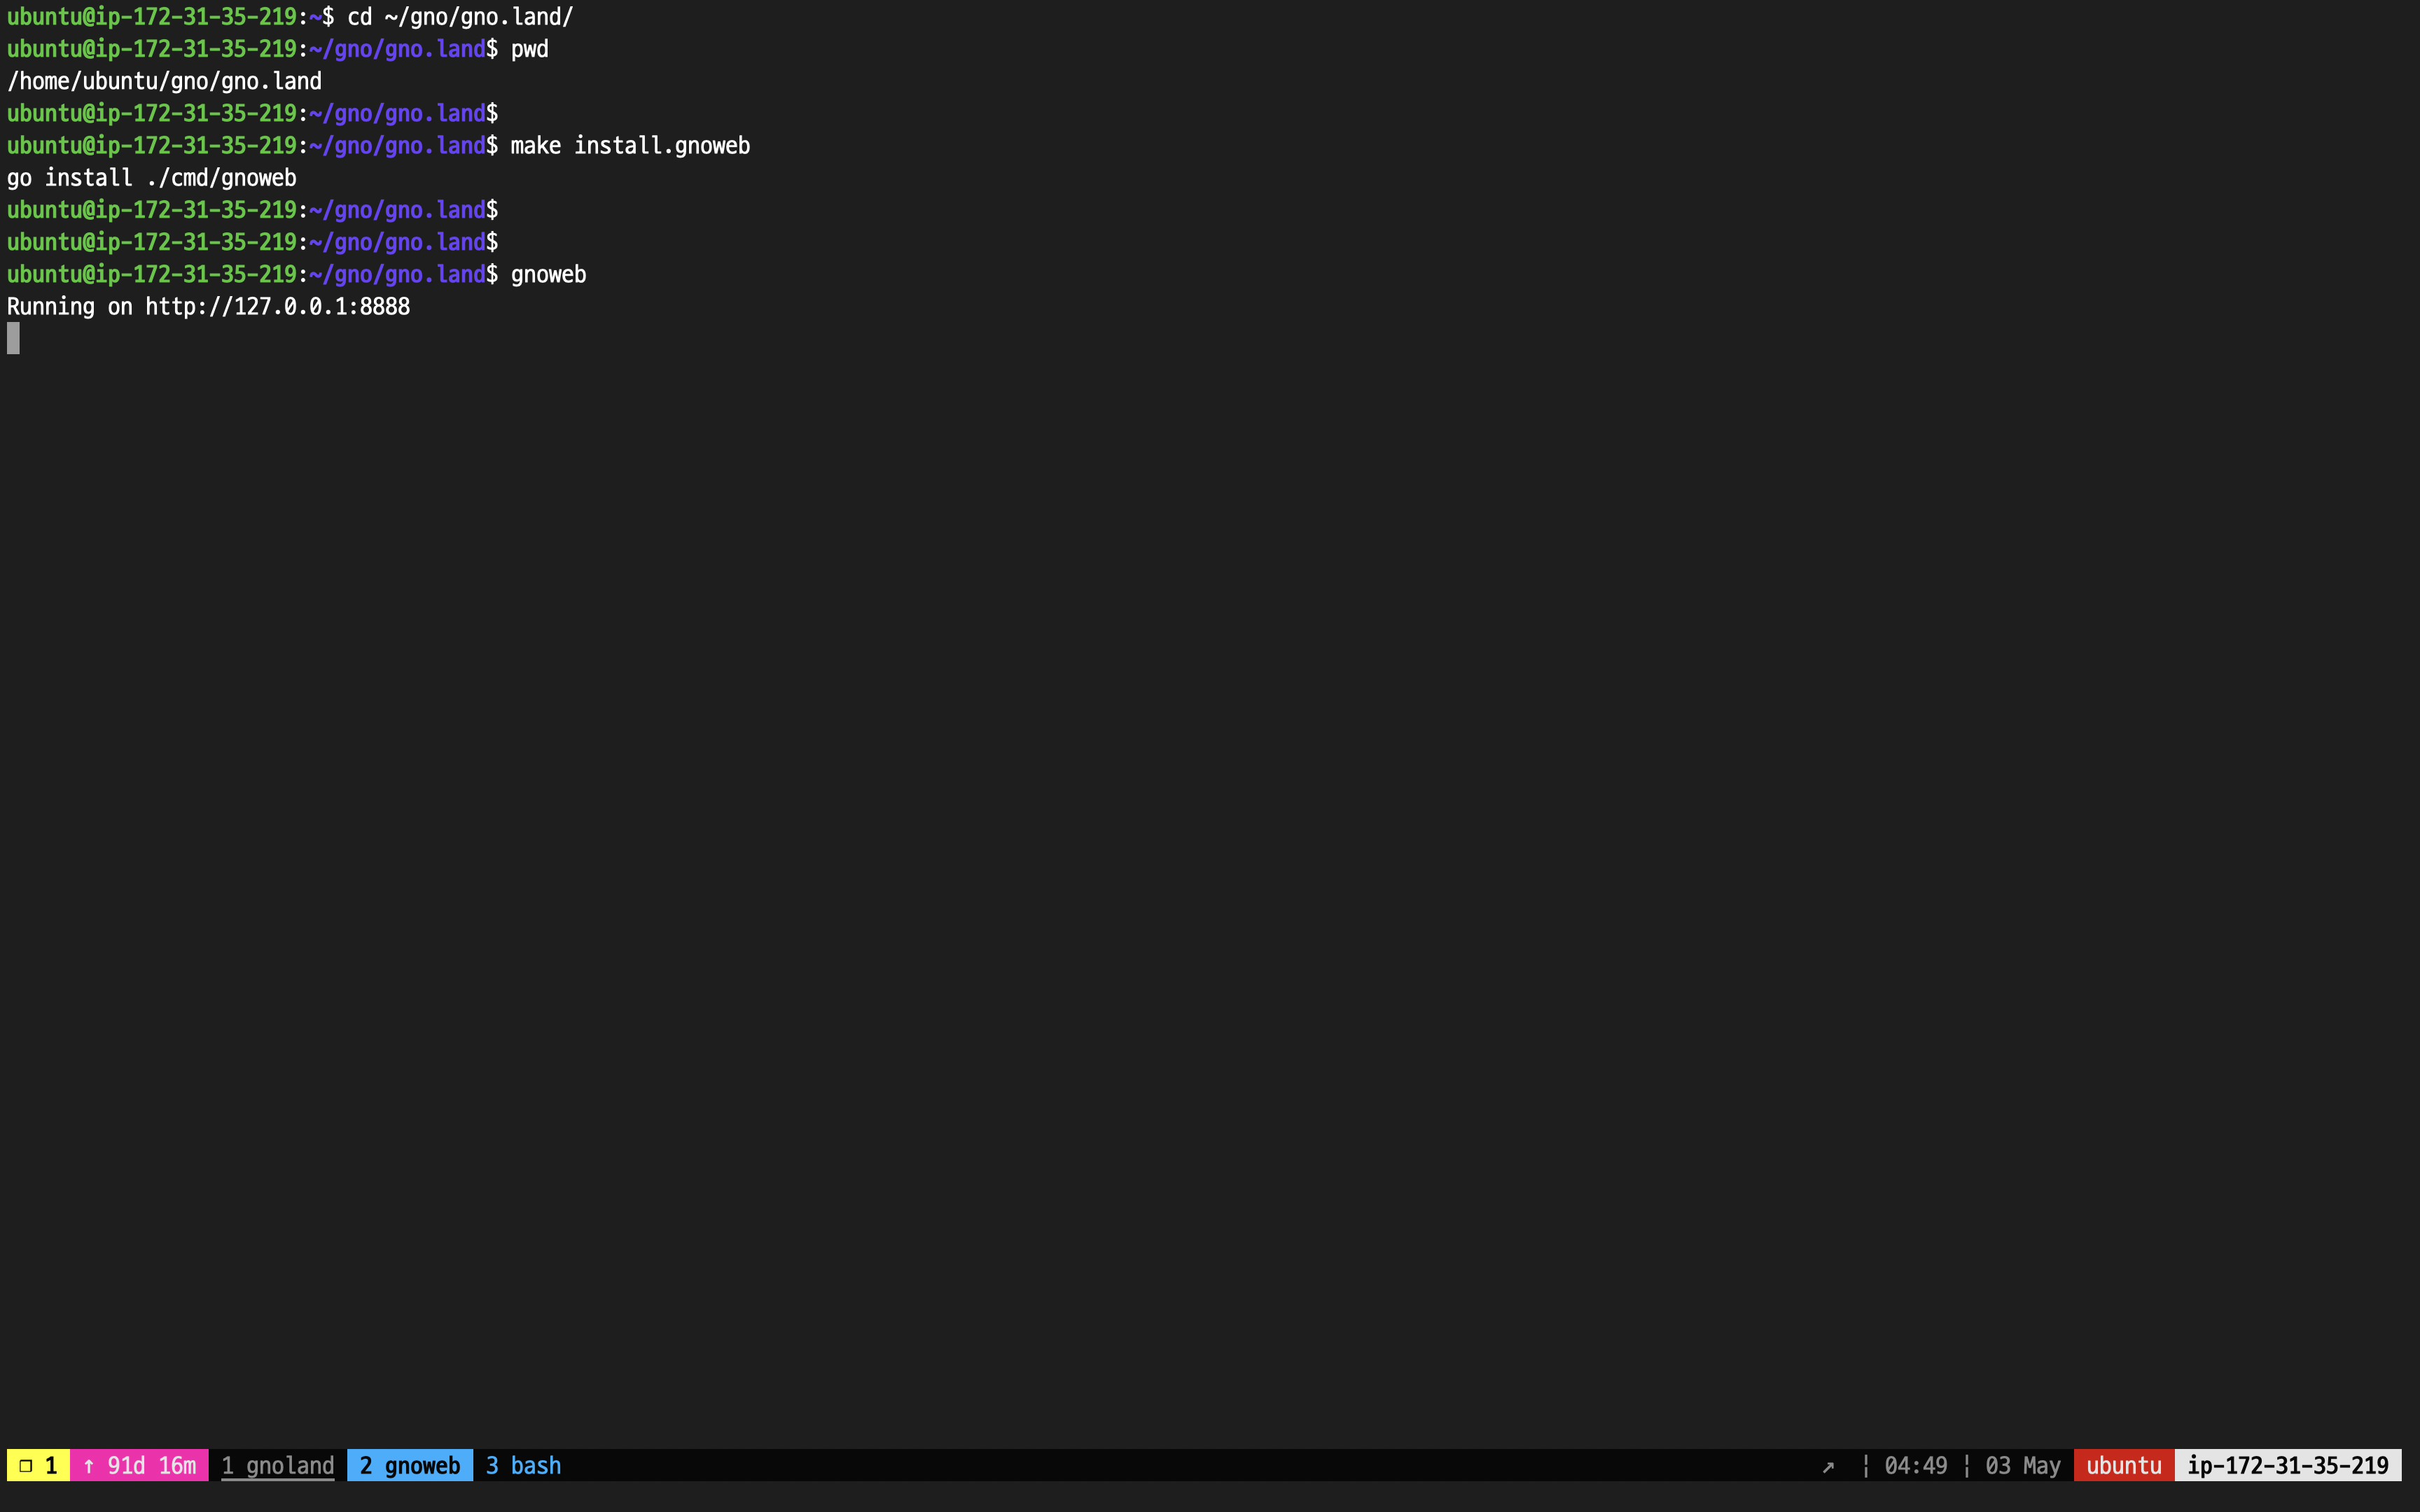 ubuntu@ip-172-31-35-219:~$ cd ~/gno/gno.land/
ubuntu@ip-172-31-35-219:~/gno/gno.land$ pwd
/home/ubuntu/gno/gno.land
ubuntu@ip-172-31-35-219:~/gno/gno.land$
ubuntu@ip-172-31-35-219:~/gno/gno.land$ make install.gnoweb
go install ./cmd/gnoweb
ubuntu@ip-172-31-35-219:~/gno/gno.land$
ubuntu@ip-172-31-35-219:~/gno/gno.land$
ubuntu@ip-172-31-35-219:~/gno/gno.land$ gnoweb
Running on http://127.0.0.1:8888
❐ 1 ↑ 91d 16m 1 gnoland 2 gnoweb 3 bash ↗ ¦ 04:49 ¦ 03 May ubuntu ip-172-31-35-219